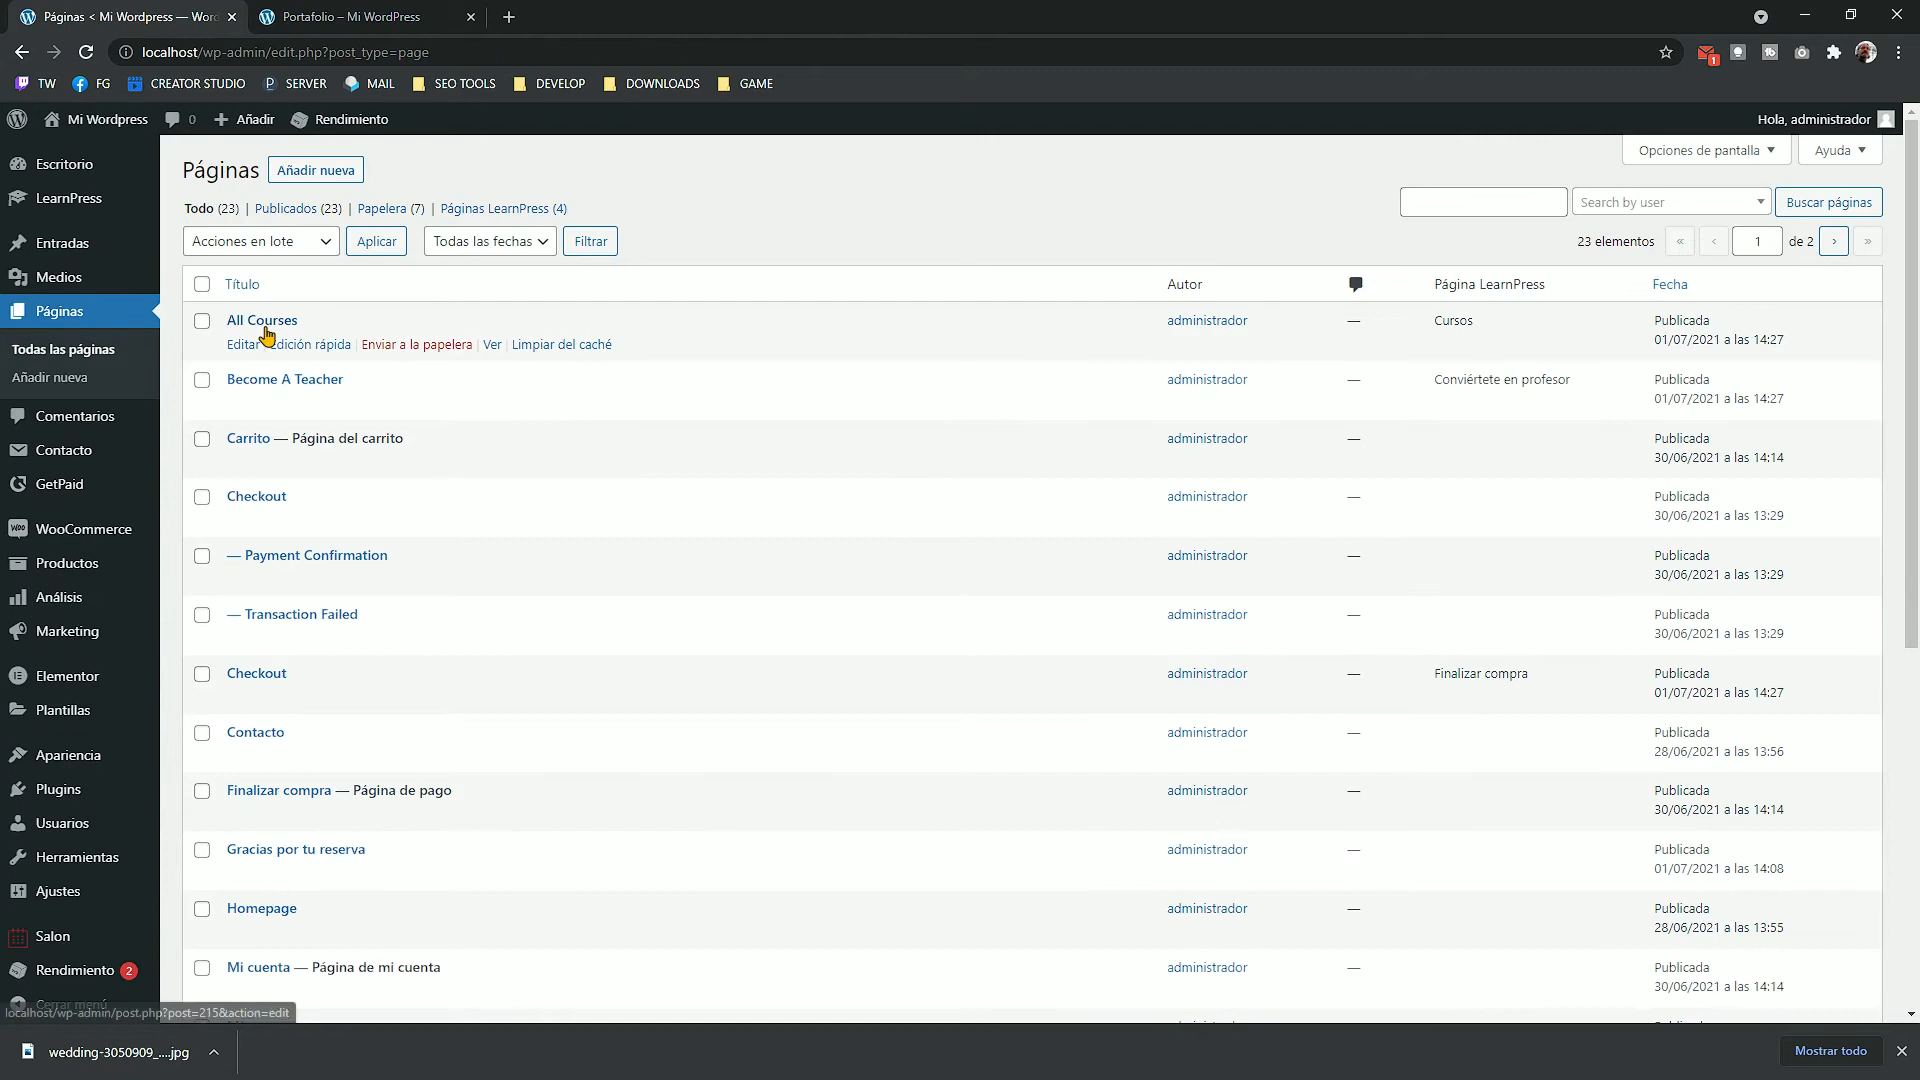 Páginas < Mi Wordpress — Wor
Portafolio – Mi WordPress
localhost/wp-admin/edit.php?post_type=page
1
TW
FG
CREATOR STUDIO
SERVER
MAIL
SEO TOOLS
DEVELOP
DOWNLOADS
GAME
Mi Wordpress
0
Añadir
Rendimiento
Hola, administrador
Escritorio
LearnPress
Entradas
Medios
Páginas
Todas las páginas
Añadir nueva
Comentarios
Contacto
GetPaid
WooCommerce
Productos
Análisis
Marketing
Elementor
Plantillas
Apariencia
Plugins
Usuarios
Herramientas
Ajustes
Salon
Rendimiento 2
Cerrar menú
Páginas Añadir nueva
Opciones de pantalla
Ayuda
Todo (23) | Publicados (23) | Papelera (7) | Páginas LearnPress (4)
Search by user
Buscar páginas
Acciones en lote
Aplicar
Todas las fechas
Filtrar
23 elementos « ‹ 1 de 2 › »
Título Autor Página LearnPress Fecha
All Courses administrador — Cursos Publicada
01/07/2021 a las 14:27
Editar Edición rápida | Enviar a la papelera | Ver | Limpiar del caché
Become A Teacher administrador — Conviértete en profesor Publicada
01/07/2021 a las 14:27
Carrito — Página del carrito administrador — Publicada
30/06/2021 a las 14:14
Checkout administrador — Publicada
30/06/2021 a las 13:29
— Payment Confirmation administrador — Publicada
30/06/2021 a las 13:29
— Transaction Failed administrador — Publicada
30/06/2021 a las 13:29
Checkout administrador — Finalizar compra Publicada
01/07/2021 a las 14:27
Contacto administrador — Publicada
28/06/2021 a las 13:56
Finalizar compra — Página de pago administrador — Publicada
30/06/2021 a las 14:14
Gracias por tu reserva administrador — Publicada
01/07/2021 a las 14:08
Homepage administrador — Publicada
28/06/2021 a las 13:55
Mi cuenta — Página de mi cuenta administrador — Publicada
30/06/2021 a las 14:14
localhost/wp-admin/post.php?post=215&action=edit
wedding-3050909_....jpg
Mostrar todo